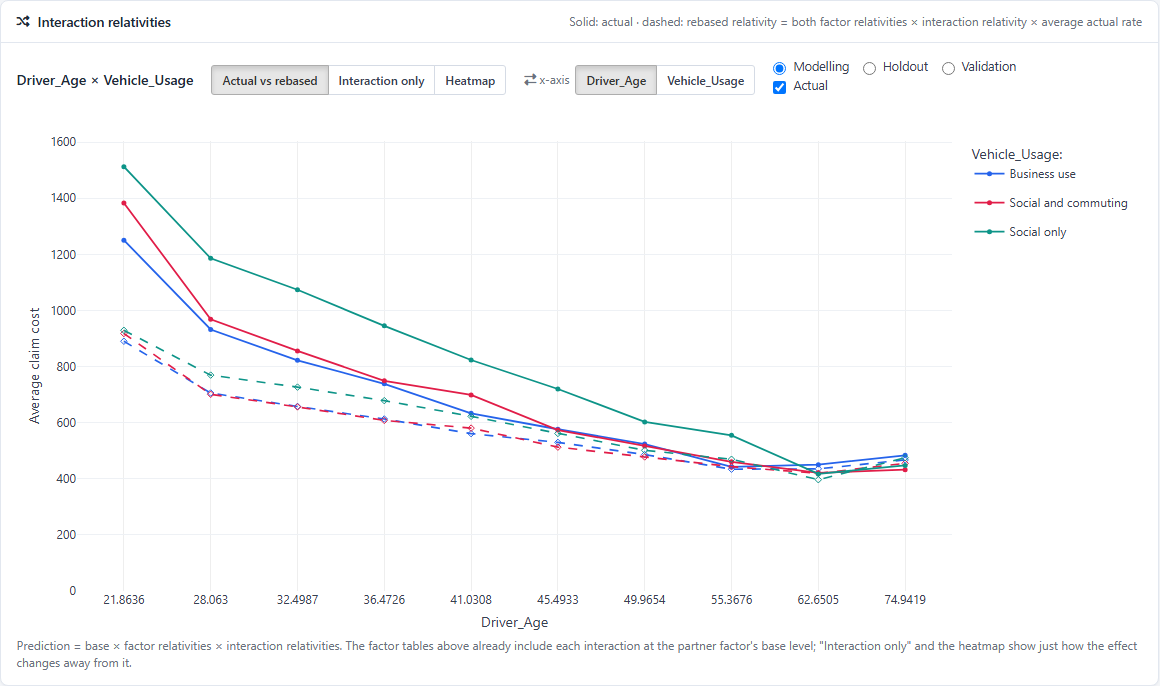 Interaction relativities
Solid: actual · dashed: rebased relativity = both factor relativities × interaction relativity × average actual rate
Driver_Age × Vehicle_Usage
Actual vs rebased
Interaction only
Heatmap
x-axis
Driver_Age
Vehicle_Usage
Modelling
Holdout
Validation
Actual
1600
1400
1200
1000
800
600
400
200
0
Average claim cost
21.8636
28.063
32.4987
36.4726
41.0308
45.4933
49.9654
55.3676
62.6505
74.9419
Driver_Age
Vehicle_Usage:
Business use
Social and commuting
Social only
Prediction = base × factor relativities × interaction relativities. The factor tables above already include each interaction at the partner factor's base level; "Interaction only" and the heatmap show just how the effect
changes away from it.